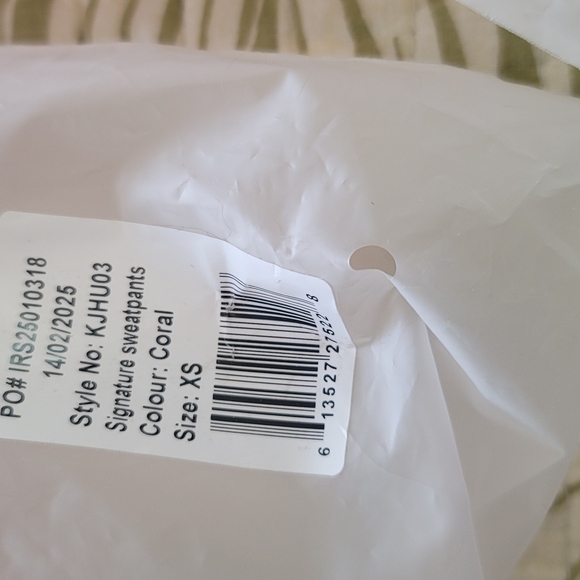 PO# IRS25010318
14/02/2025
Style No: KJHU03
Signature sweatpants
Colour: Coral
Size: XS
6 13527 27522 8